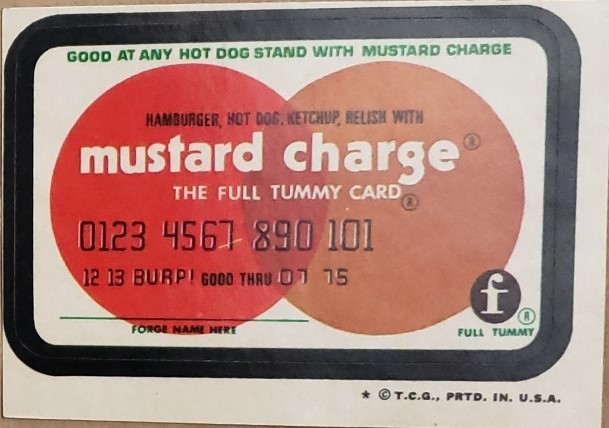 GOOD AT ANY HOT DOG STAND WITH MUSTARD CHARGE
HAMBURGER, HOT DOG, KETCHUP, RELISH WITH
mustard charge®
THE FULL TUMMY CARD®
0123 4567 890 101
12 13 BURP! GOOD THRU 07 75
FORGE NAME HERE
f ®
FULL TUMMY
* © T.C.G., PRTD. IN. U.S.A.